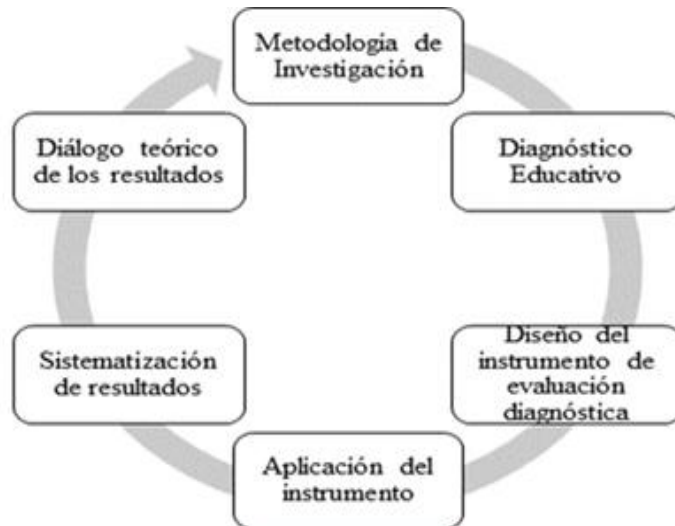 Metodología de
Investigación
Diagnóstico
Educativo
Diseño del
instrumento de
evaluación
diagnóstica
Aplicación del
instrumento
Sistematización
de resultados
Diálogo teórico
de los resultados